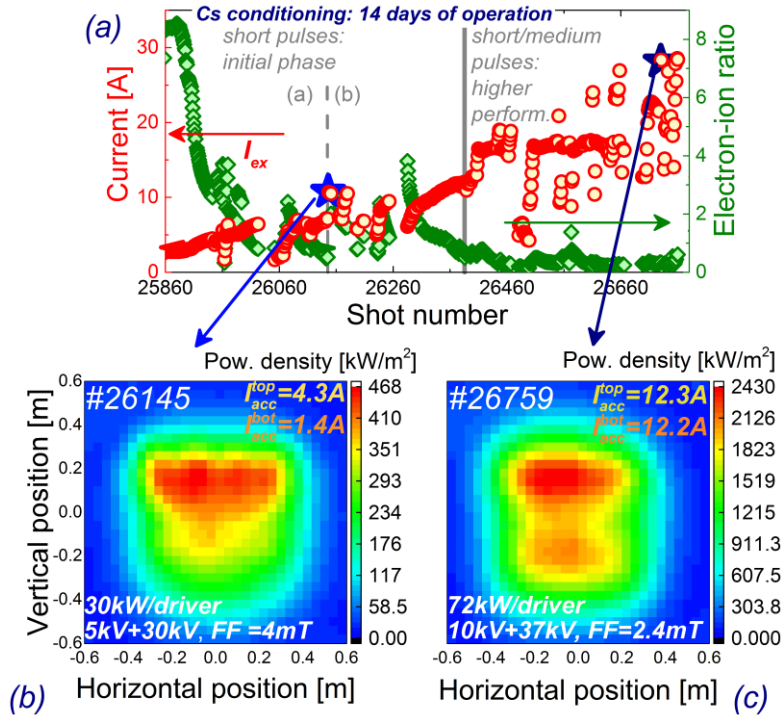 Cs conditioning: 14 days of operation
(a)
short pulses:
initial phase
short/medium
pulses:
higher
perform.
(a) (b)
I_ex
Current [A]
30
20
10
0
Electron-ion ratio
8
6
4
2
0
25860 26060 26260 26460 26660
Shot number
Pow. density [kW/m²]
#26145
I_acc^top=4.3A
I_acc^bot=1.4A
30kW/driver
5kV+30kV, FF =4mT
Vertical position [m]
0.6
0.4
0.2
0.0
-0.2
-0.4
-0.6
-0.6 -0.4 -0.2 0.0 0.2 0.4 0.6
Horizontal position [m]
468
410
351
293
234
176
117
58.5
0.00
(b)
Pow. density [kW/m²]
#26759
I_acc^top=12.3A
I_acc^bot=12.2A
72kW/driver
10kV+37kV, FF=2.4mT
-0.6 -0.4 -0.2 0.0 0.2 0.4 0.6
Horizontal position [m]
2430
2126
1823
1519
1215
911.3
607.5
303.8
0.000
(c)